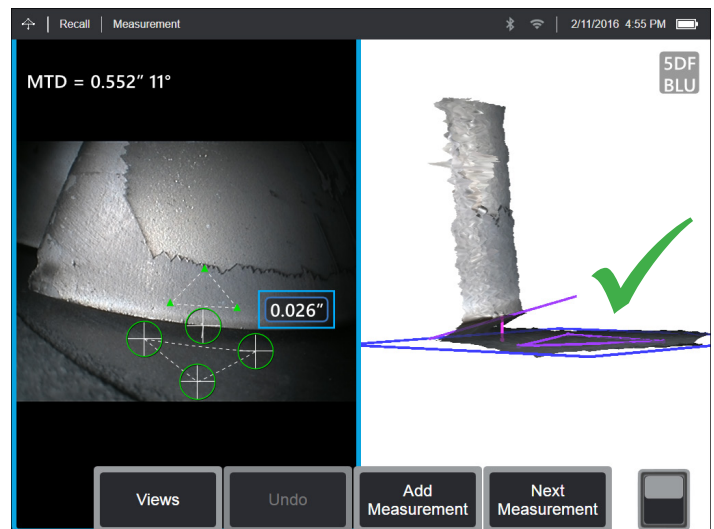 Recall
Measurement
2/11/2016 4:55 PM
MTD = 0.552” 11°
5DF
BLU
0.026”
Views
Undo
Add
Measurement
Next
Measurement